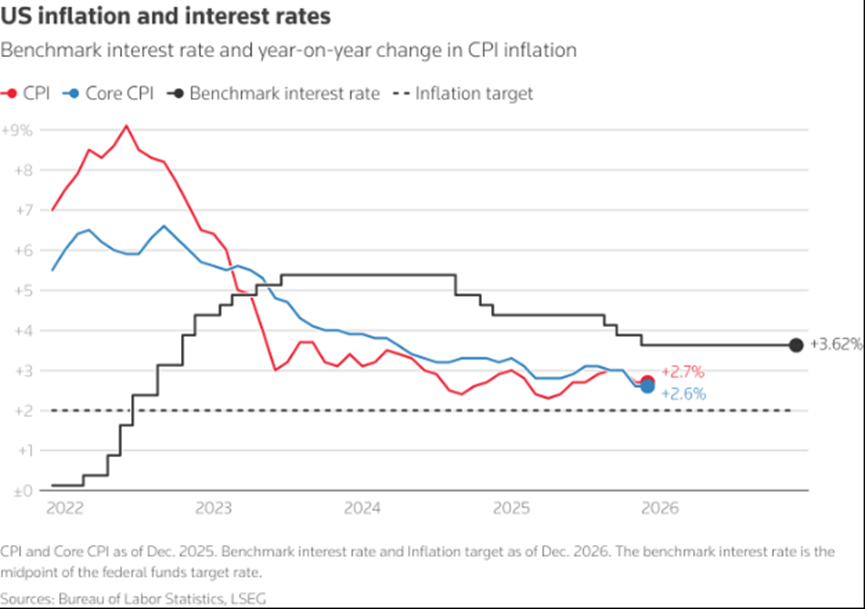 US inflation and interest rates
Benchmark interest rate and year-on-year change in CPI inflation
CPI Core CPI Benchmark interest rate Inflation target
+9%
+8
+7
+6
+5
+4
+3.62%
+3
+2.7%
+2.6%
+2
+1
±0
2022 2023 2024 2025 2026
CPI and Core CPI as of Dec. 2025. Benchmark interest rate and Inflation target as of Dec. 2026. The benchmark interest rate is the
midpoint of the federal funds target rate.
Sources: Bureau of Labor Statistics, LSEG